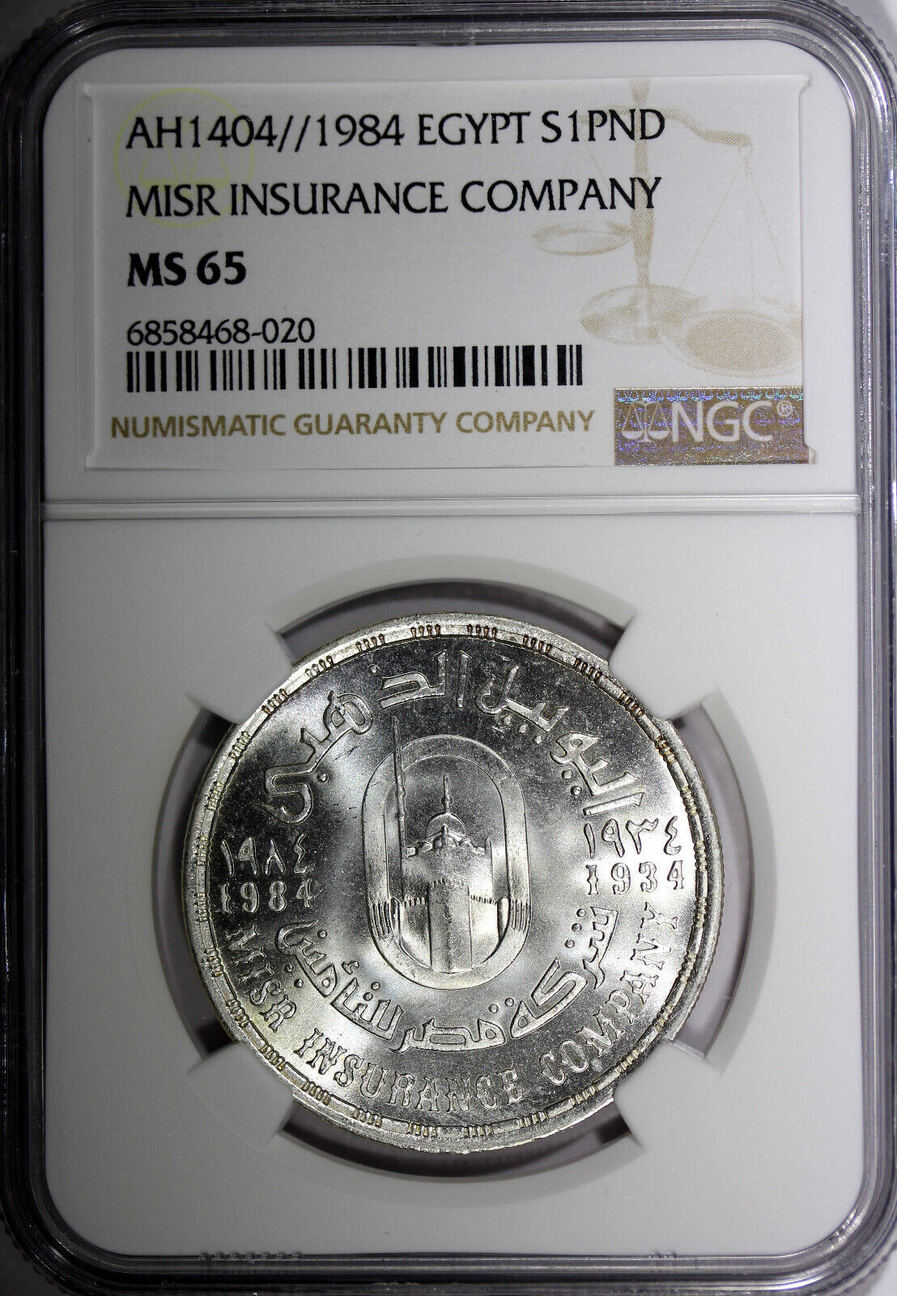 AH1404//1984 EGYPT S1PND
MISR INSURANCE COMPANY
MS 65
6858468-020
NUMISMATIC GUARANTY COMPANY
NGC®
اليوبيل الذهبى
١٩٨٤
1984
١٩٣٤
1934
شركة مصر للتأمين
MISR INSURANCE COMPANY